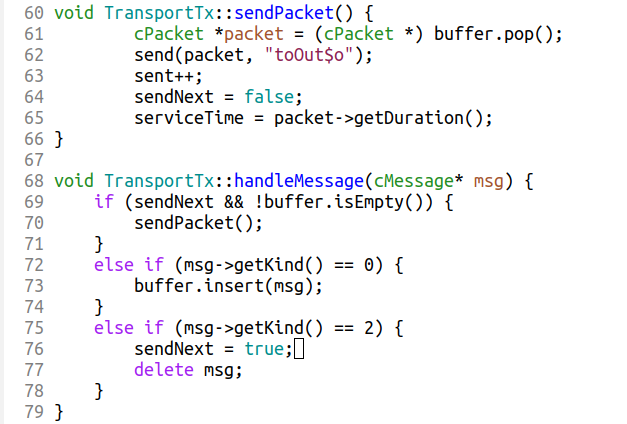 60 void TransportTx::sendPacket() {
61         cPacket *packet = (cPacket *) buffer.pop();
62         send(packet, "toOut$o");
63         sent++;
64         sendNext = false;
65         serviceTime = packet->getDuration();
66 }
67
68 void TransportTx::handleMessage(cMessage* msg) {
69     if (sendNext && !buffer.isEmpty()) {
70         sendPacket();
71     }
72     else if (msg->getKind() == 0) {
73         buffer.insert(msg);
74     }
75     else if (msg->getKind() == 2) {
76         sendNext = true;
77         delete msg;
78     }
79 }